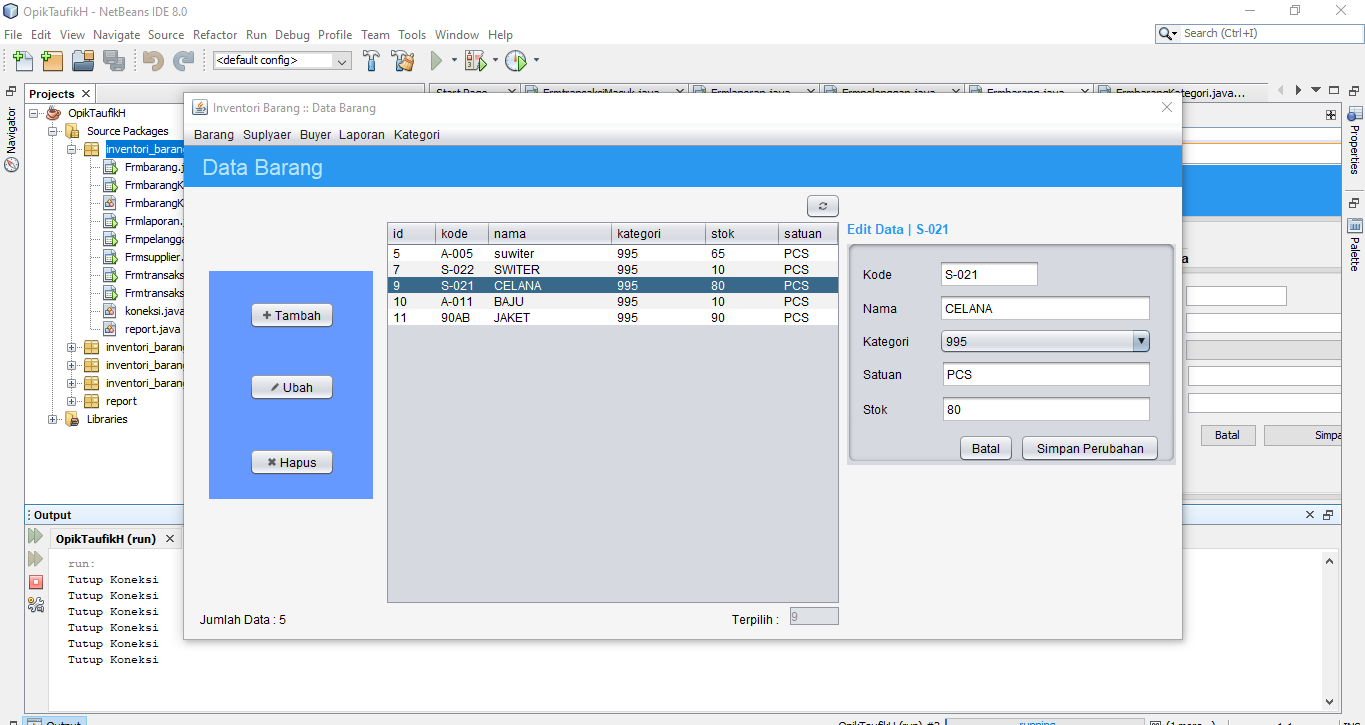 OpikTaufikH - NetBeans IDE 8.0
File Edit View Navigate Source Refactor Run Debug Profile Team Tools Window Help
Search (Ctrl+I)
<default config>
Projects
FrmtransaksiMasuk.java
Frmlaporan.java
Frmpelanggan.java
Frmbarang.java
FrmbarangKategori.java...
Navigator
OpikTaufikH
Source Packages
inventori_barang
Frmbarang.j
FrmbarangK
FrmbarangK
Frmlaporan.
Frmpelangga
Frmsupplier.
Frmtransaks
Frmtransaks
koneksi.java
report.java
inventori_barang
inventori_barang
inventori_barang
report
Libraries
Inventori Barang :: Data Barang
Barang Suplyaer Buyer Laporan Kategori
Data Barang
Tambah
Ubah
Hapus
id kode nama kategori stok satuan
5 A-005 suwiter 995 65 PCS
7 S-022 SWITER 995 10 PCS
9 S-021 CELANA 995 80 PCS
10 A-011 BAJU 995 10 PCS
11 90AB JAKET 995 90 PCS
Edit Data | S-021
Kode S-021
Nama CELANA
Kategori 995
Satuan PCS
Stok 80
Batal Simpan Perubahan
Jumlah Data : 5
Terpilih : 9
Properties
Palette
a
Batal Simpa
Output
OpikTaufikH (run)
run:
Tutup Koneksi
Tutup Koneksi
Tutup Koneksi
Tutup Koneksi
Tutup Koneksi
Tutup Koneksi
Output
OpikTaufikH (run) #2 running... (1 more...) 1:1 INS